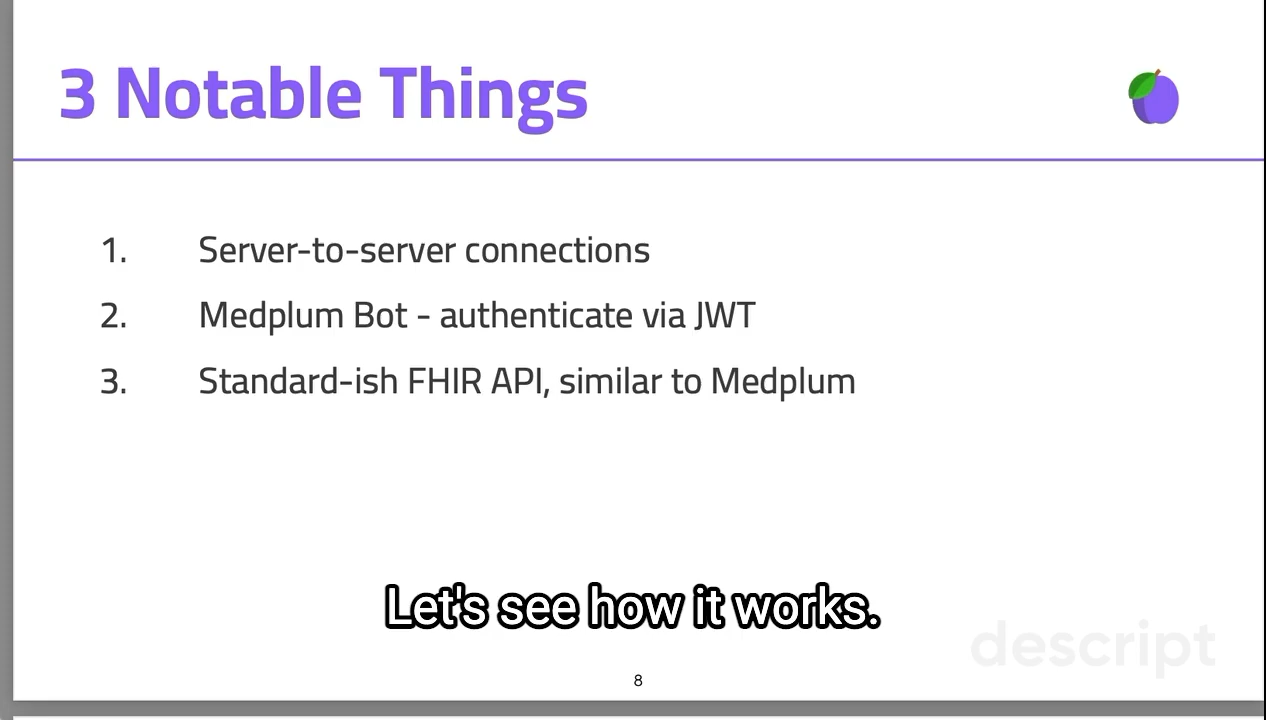 3 Notable Things
1. Server-to-server connections
2. Medplum Bot - authenticate via JWT
3. Standard-ish FHIR API, similar to Medplum
Let's see how it works.
descript
8